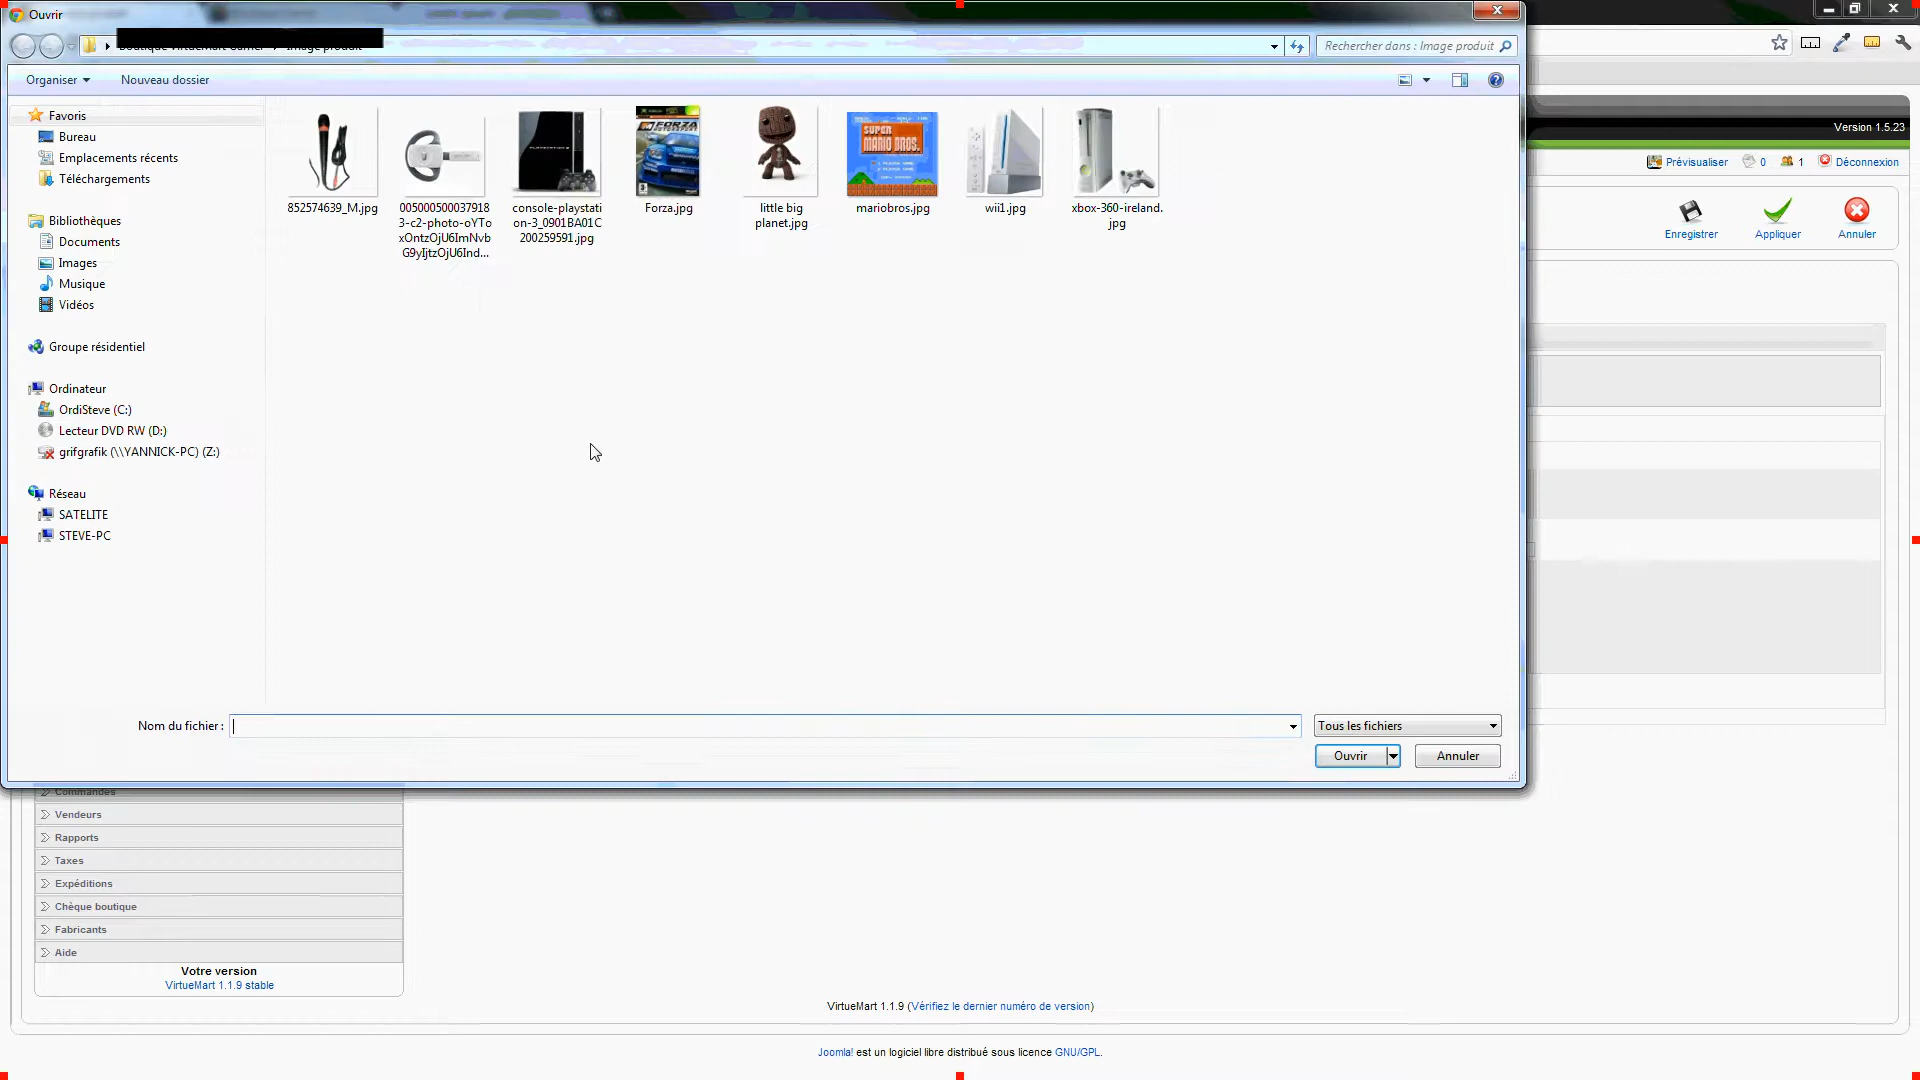 Ouvrir
Image produit
Rechercher dans : Image produit
Organiser
Nouveau dossier
Favoris
Bureau
Emplacements récents
Téléchargements
Bibliothèques
Documents
Images
Musique
Vidéos
Groupe résidentiel
Ordinateur
OrdiSteve (C:)
Lecteur DVD RW (D:)
grifgrafik (\\YANNICK-PC) (Z:)
Réseau
SATELITE
STEVE-PC
852574639_M.jpg
005000500037918
3-c2-photo-oYTo
xOntzOjU6ImNvb
G9yIjtzOjU6Ind...
console-playstati
on-3_0901BA01C
200259591.jpg
FORZA
Forza.jpg
little big
planet.jpg
SUPER
MARIO BROS.
mariobros.jpg
wii1.jpg
xbox-360-ireland.
jpg
Nom du fichier :
Tous les fichiers
Ouvrir
Annuler
Version 1.5.23
Prévisualiser
0
1
Déconnexion
Enregistrer
Appliquer
Annuler
Commandes
Vendeurs
Rapports
Taxes
Expéditions
Chèque boutique
Fabricants
Aide
Votre version
VirtueMart 1.1.9 stable
VirtueMart 1.1.9 (Vérifiez le dernier numéro de version)
Joomla! est un logiciel libre distribué sous licence GNU/GPL.